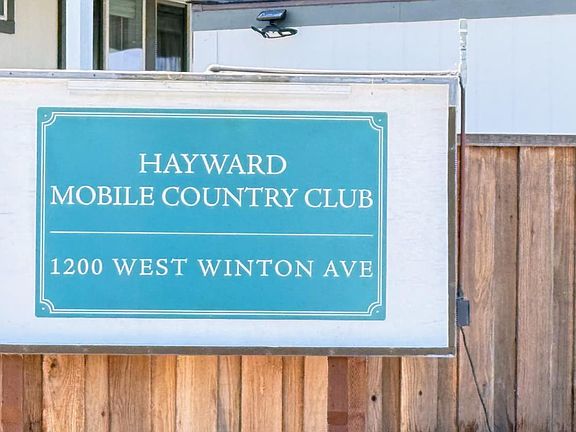 HAYWARD
MOBILE COUNTRY CLUB
1200 WEST WINTON AVE